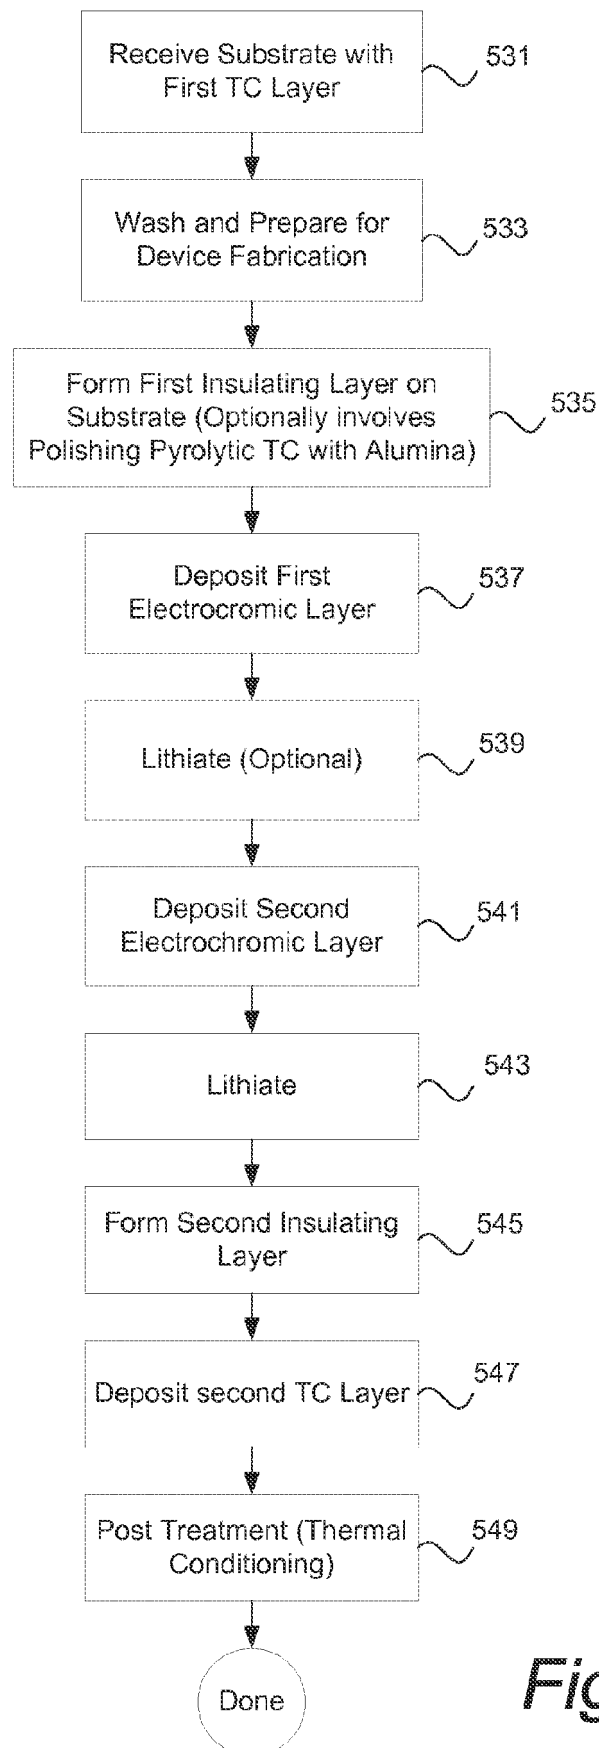 Receive Substrate with
First TC Layer
531
Wash and Prepare for
Device Fabrication
533
Form First Insulating Layer on
Substrate (Optionally involves
Polishing Pyrolytic TC with Alumina)
535
Deposit First
Electrocromic Layer
537
Lithiate (Optional)
539
Deposit Second
Electrochromic Layer
541
Lithiate
543
Form Second Insulating
Layer
545
Deposit second TC Layer
547
Post Treatment (Thermal
Conditioning)
549
Done